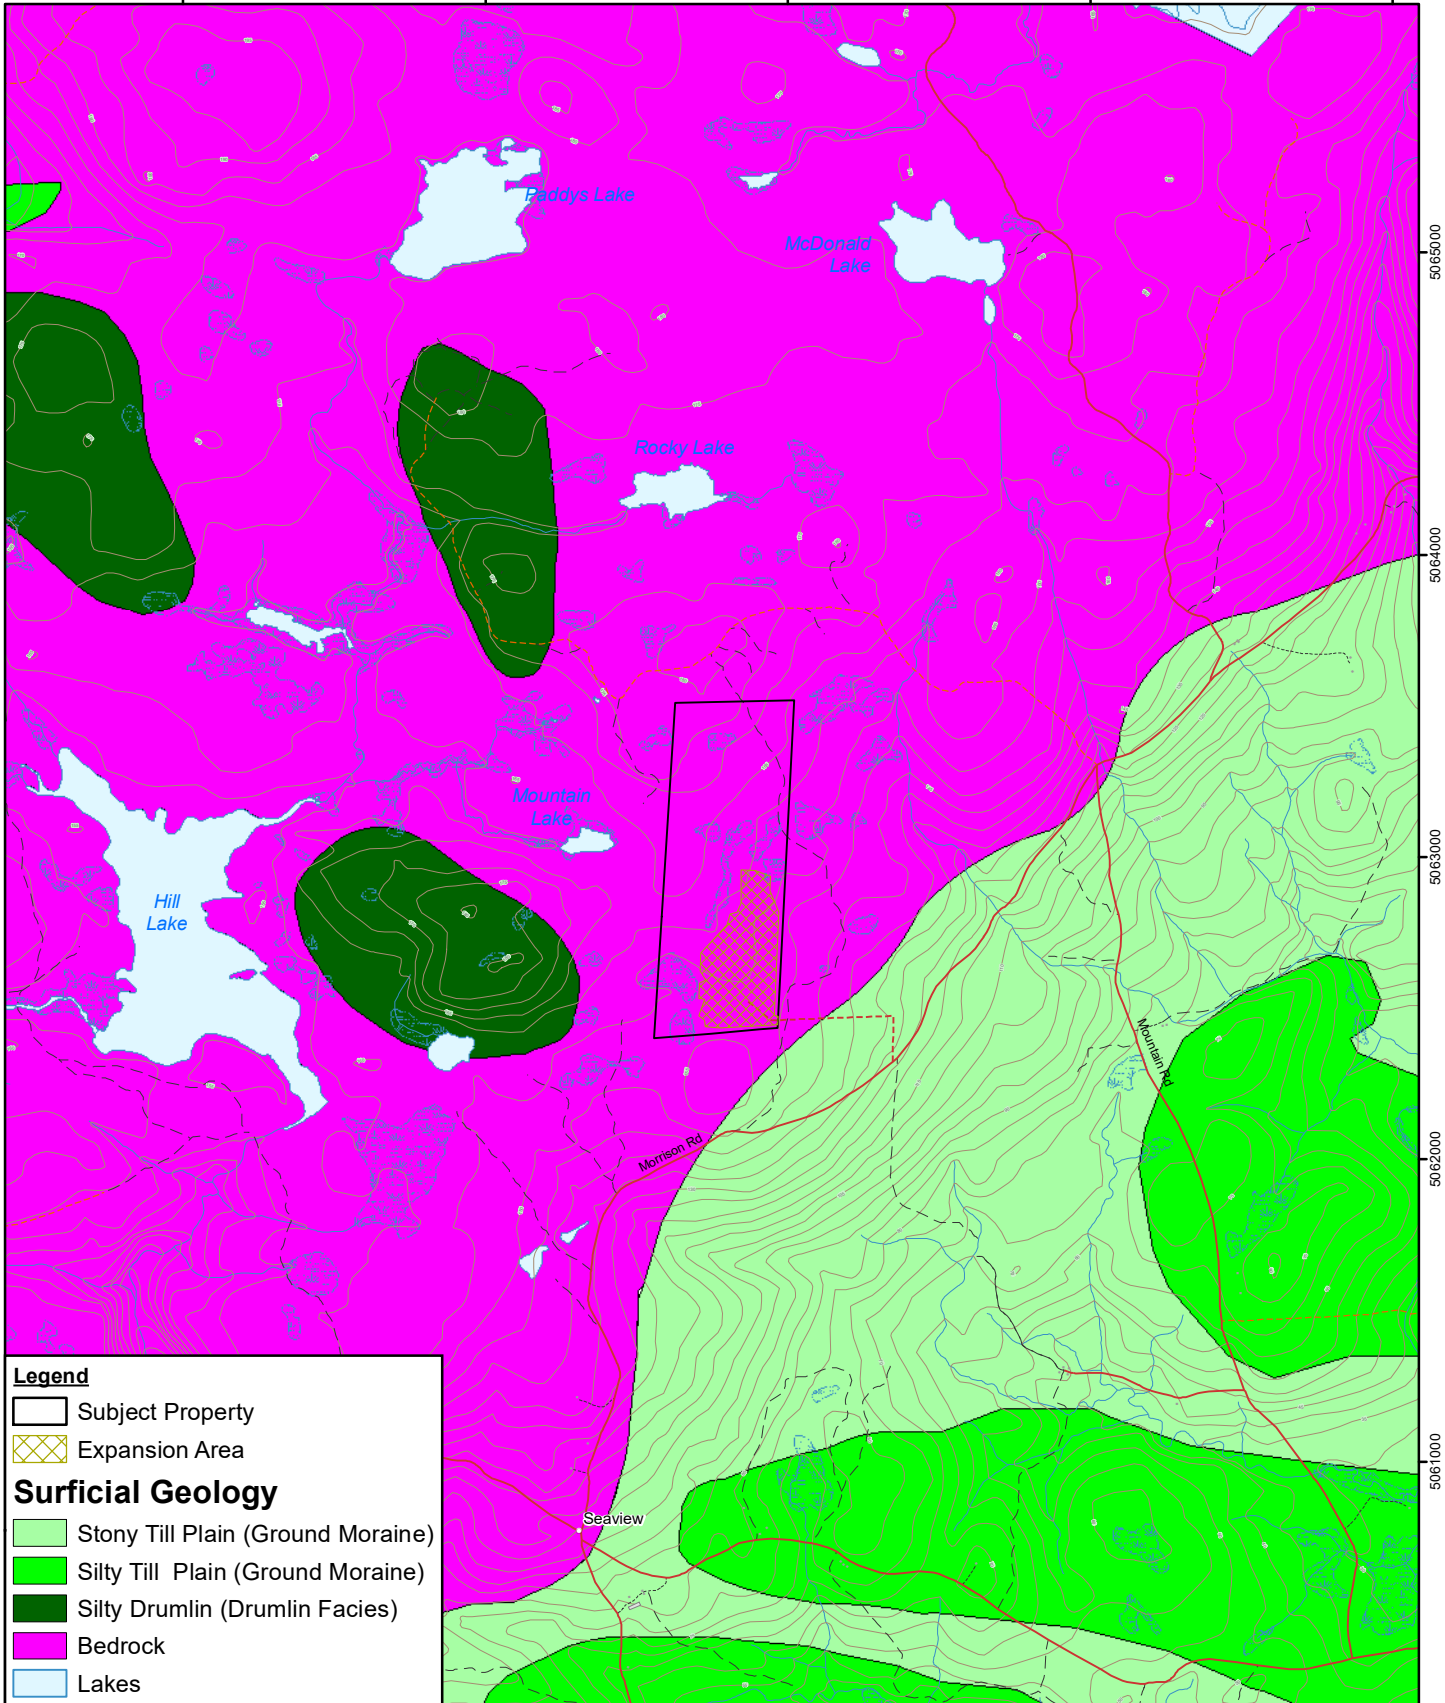 Paddys Lake
McDonald
Lake
5065000
Rocky Lake
5064000
Mountain
Lake
5063000
Hill
Lake
Mountain Rd
Morrison Rd
5062000
5061000
Seaview
Legend
Subject Property
Expansion Area
Surficial Geology
Stony Till Plain (Ground Moraine)
Silty Till Plain (Ground Moraine)
Silty Drumlin (Drumlin Facies)
Bedrock
Lakes